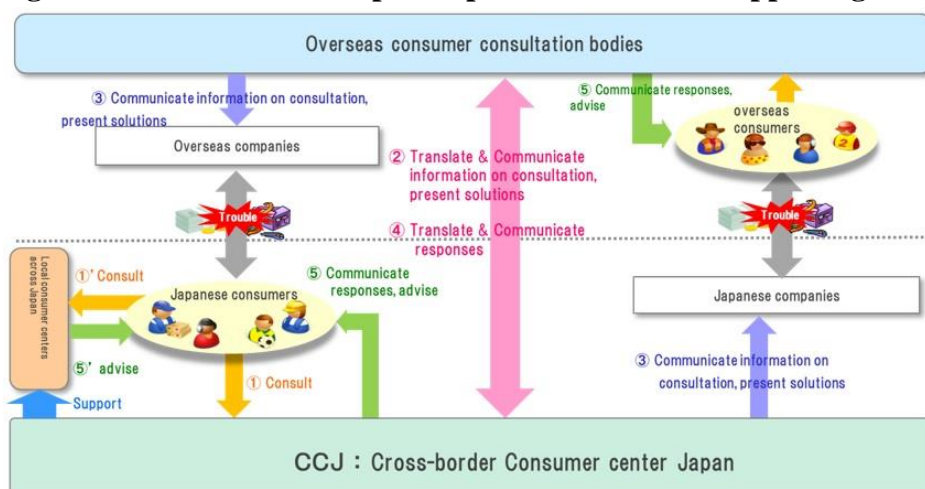 Overseas consumer consultation bodies
③ Communicate information on consultation,
present solutions
Overseas companies
② Translate & Communicate
information on consultation,
present solutions
④ Translate & Communicate
responses
⑤ Communicate responses,
advise
overseas
consumers
2
Trouble
Trouble
Local consumer centers
across Japan
①’ Consult
⑤’ advise
Support
Japanese consumers
⑤ Communicate
responses, advise
① Consult
Japanese companies
③ Communicate information on
consultation, present solutions
CCJ : Cross-border Consumer center Japan